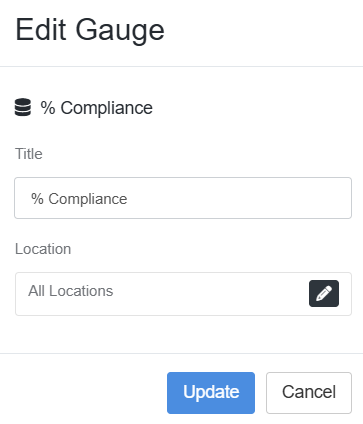 Edit Gauge
% Compliance
Title
% Compliance
Location
All Locations
Update Cancel